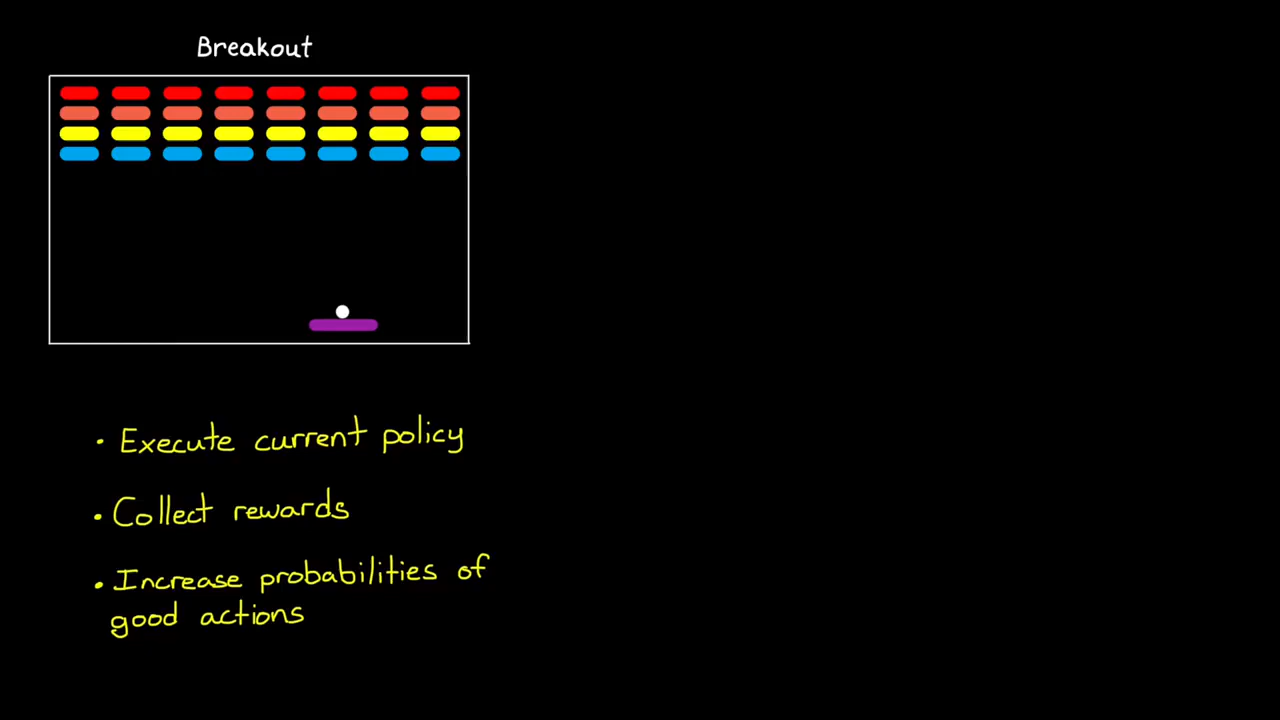 Breakout
• Execute current policy
• Collect rewards
• Increase probabilities of
good actions